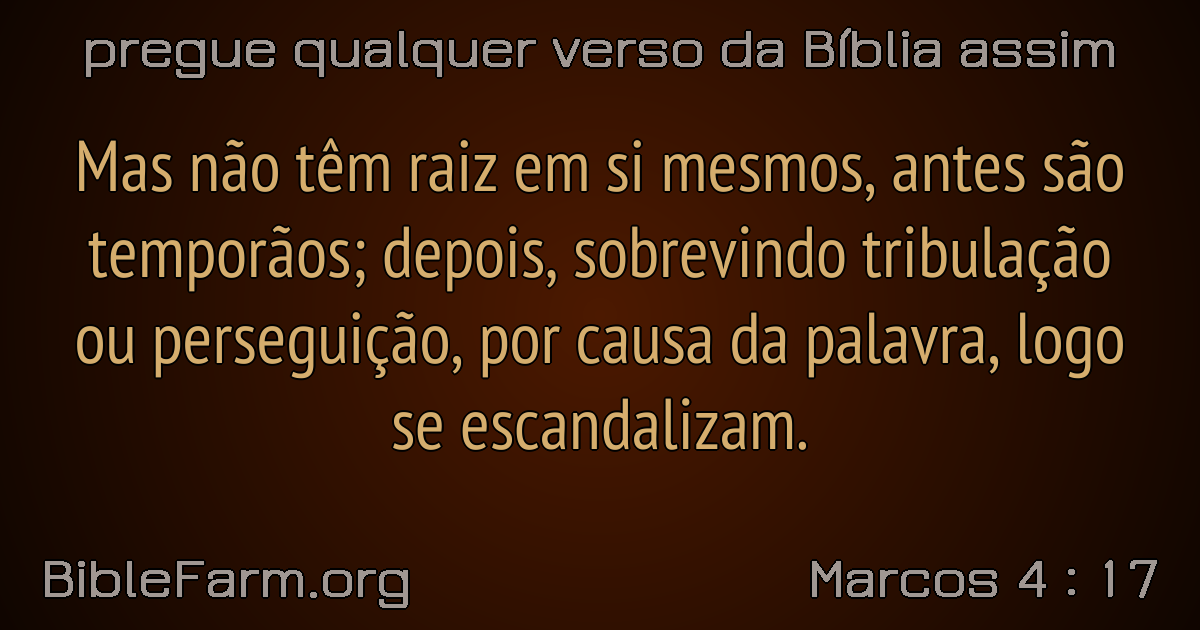 pregue qualquer verso da Bíblia assim
Mas não têm raiz em si mesmos, antes são
temporãos; depois, sobrevindo tribulação
ou perseguição, por causa da palavra, logo
se escandalizam.
BibleFarm.org
Marcos 4 : 17